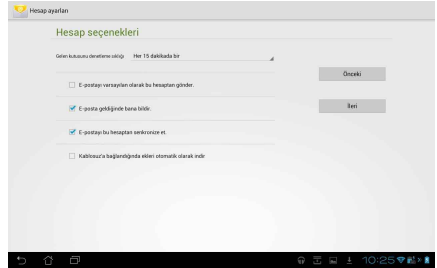 Hesap ayarları
Hesap seçenekleri
Gelen kutusunu denetleme sıklığı Her 15 dakikada bir
Önceki
E-postayı varsayılan olarak bu hesaptan gönder.
İleri
E-posta geldiğinde bana bildir.
E-postayı bu hesaptan senkronize et.
Kablosuz'a bağlandığında ekleri otomatik olarak indir
10:25